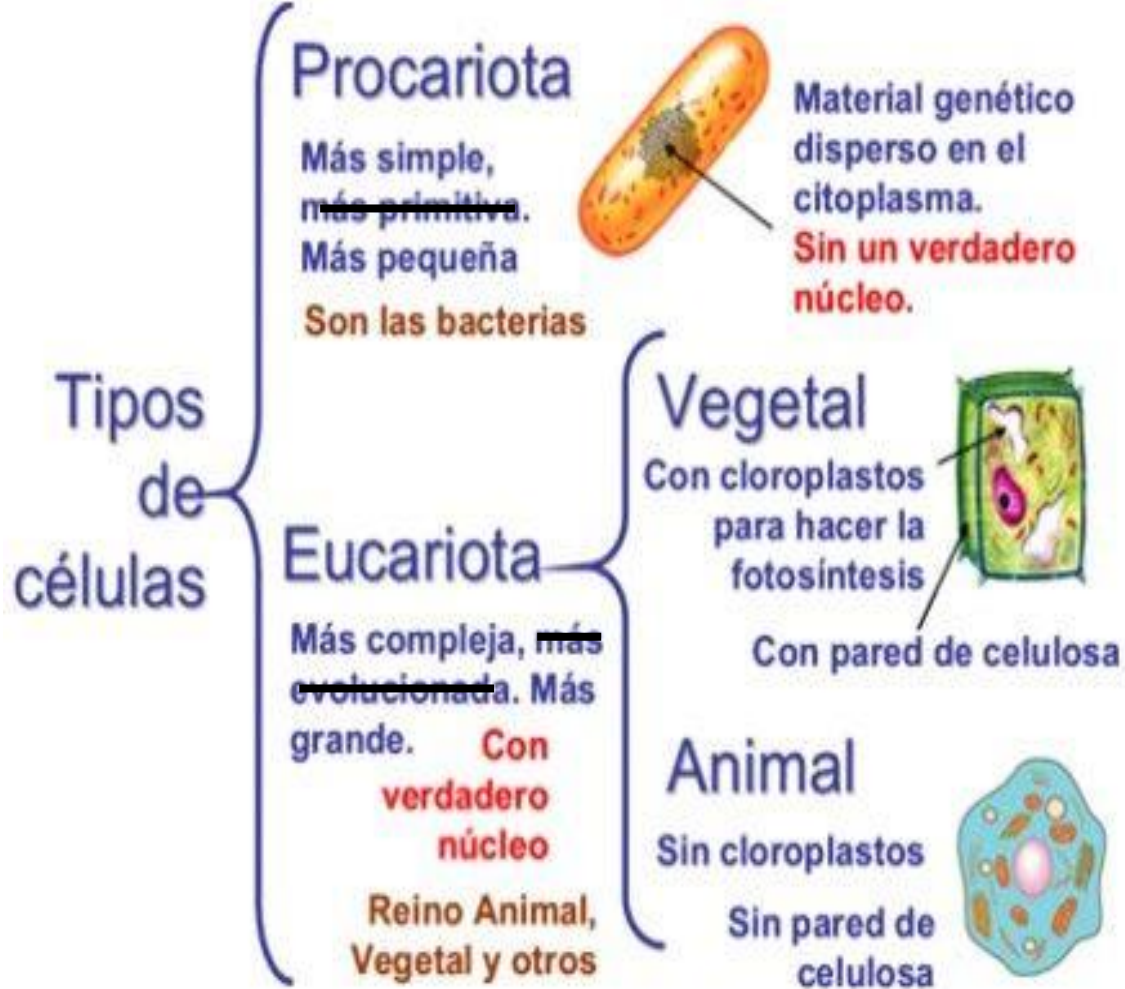 Tipos
de
células
Procariota
Más simple,
más primitiva.
Más pequeña
Son las bacterias
Material genético
disperso en el
citoplasma.
Sin un verdadero
núcleo.
Eucariota
Más compleja, más
evolucionada. Más
grande.
Con
verdadero
núcleo
Reino Animal,
Vegetal y otros
Vegetal
Con cloroplastos
para hacer la
fotosíntesis
Con pared de celulosa
Animal
Sin cloroplastos
Sin pared de
celulosa